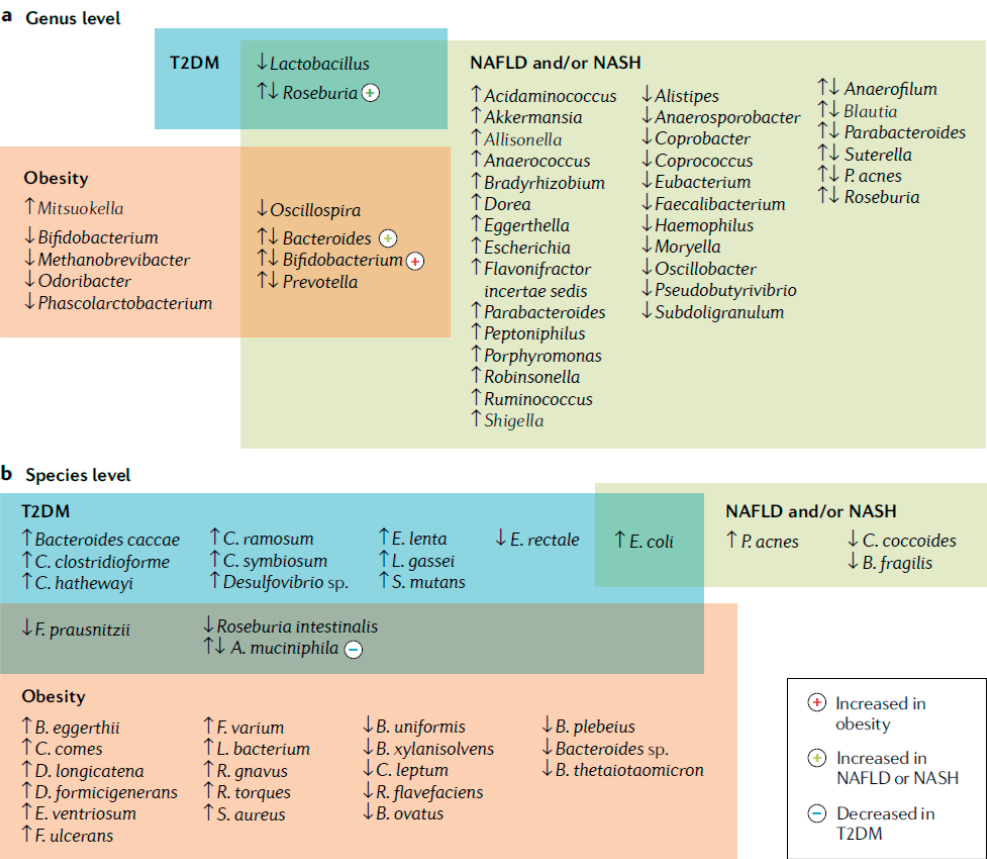 a Genus level
T2DM
↓Lactobacillus
↑↓Roseburia +
NAFLD and/or NASH
↑Acidaminococcus
↑Akkermansia
↑Allisonella
↑Anaerococcus
↑Bradyrhizobium
↑Dorea
↑Eggerthella
↑Escherichia
↑Flavonifractor
incertae sedis
↑Parabacteroides
↑Peptoniphilus
↑Porphyromonas
↑Robinsonella
↑Ruminococcus
↑Shigella
↓Alistipes
↓Anaerosporobacter
↓Coprobacter
↓Coprococcus
↓Eubacterium
↓Faecalibacterium
↓Haemophilus
↓Moryella
↓Oscillobacter
↓Pseudobutyrivibrio
↓Subdoligranulum
↑↓Anaerofilum
↑↓Blautia
↑↓Parabacteroides
↑↓Suterella
↑↓P. acnes
↑↓Roseburia
Obesity
↑Mitsuokella
↓Bifidobacterium
↓Methanobrevibacter
↓Odoribacter
↓Phascolarctobacterium
↓Oscillospira
↑↓Bacteroides +
↑↓Bifidobacterium +
↑↓Prevotella
b Species level
T2DM
↑Bacteroides caccae
↑C. clostridioforme
↑C. hathewayi
↑C. ramosum
↑C. symbiosum
↑Desulfovibrio sp.
↑E. lenta
↑L. gassei
↑S. mutans
↓E. rectale
↑E. coli
NAFLD and/or NASH
↑P. acnes
↓C. coccoides
↓B. fragilis
↓F. prausnitzii
↓Roseburia intestinalis
↑↓A. muciniphila −
Obesity
↑B. eggerthii
↑C. comes
↑D. longicatena
↑D. formicigenerans
↑E. ventriosum
↑F. ulcerans
↑F. varium
↑L. bacterium
↑R. gnavus
↑R. torques
↑S. aureus
↓B. uniformis
↓B. xylanisolvens
↓C. leptum
↓R. flavefaciens
↓B. ovatus
↓B. plebeius
↓Bacteroides sp.
↓B. thetaiotaomicron
+ Increased in
obesity
+ Increased in
NAFLD or NASH
− Decreased in
T2DM